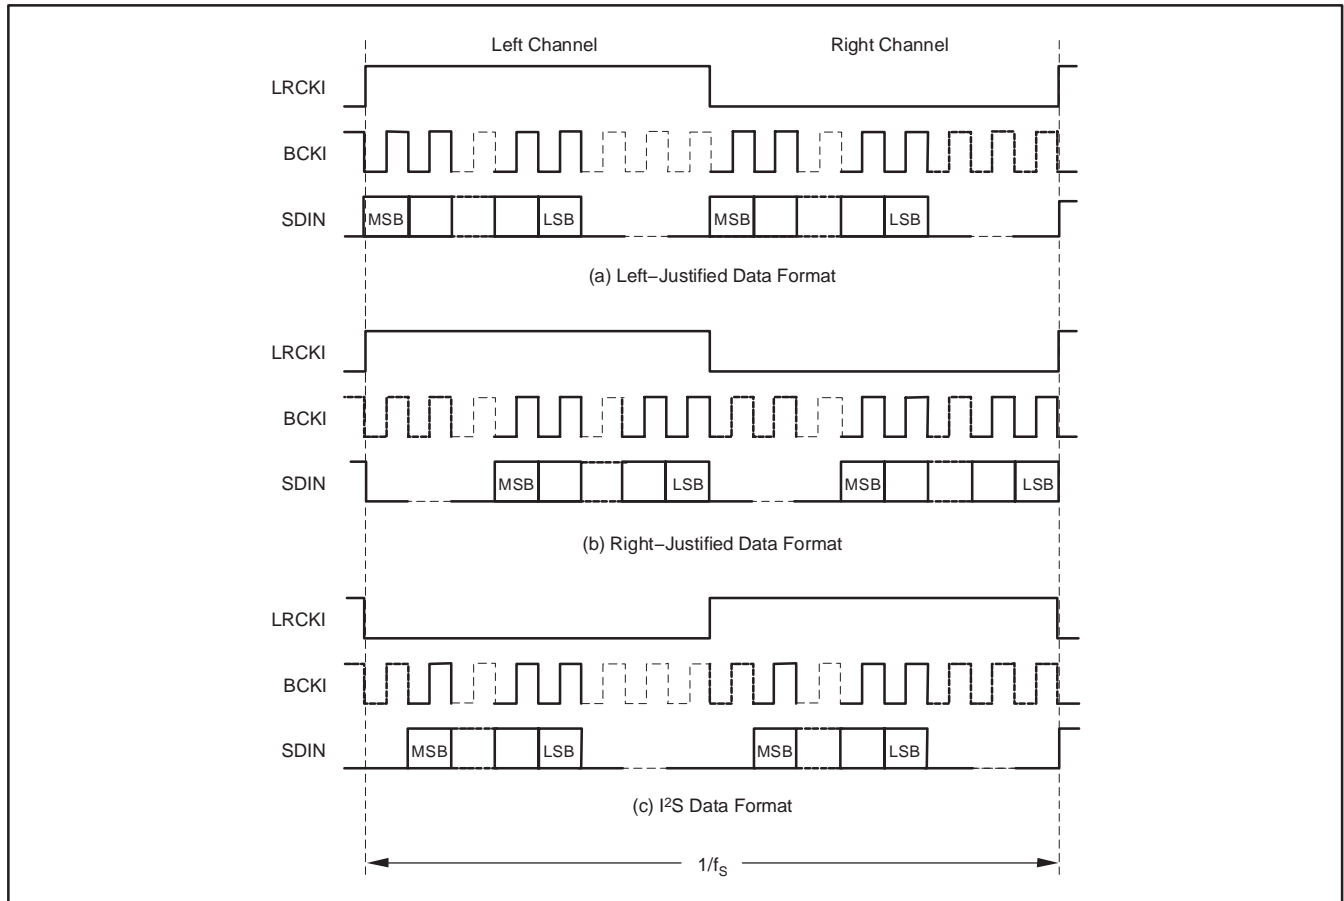 Left Channel Right Channel
LRCKI
BCKI
SDIN MSB LSB MSB LSB
(a) Left−Justified Data Format
LRCKI
BCKI
SDIN MSB LSB MSB LSB
(b) Right−Justified Data Format
LRCKI
BCKI
SDIN MSB LSB MSB LSB
(c) I²S Data Format
1/fS